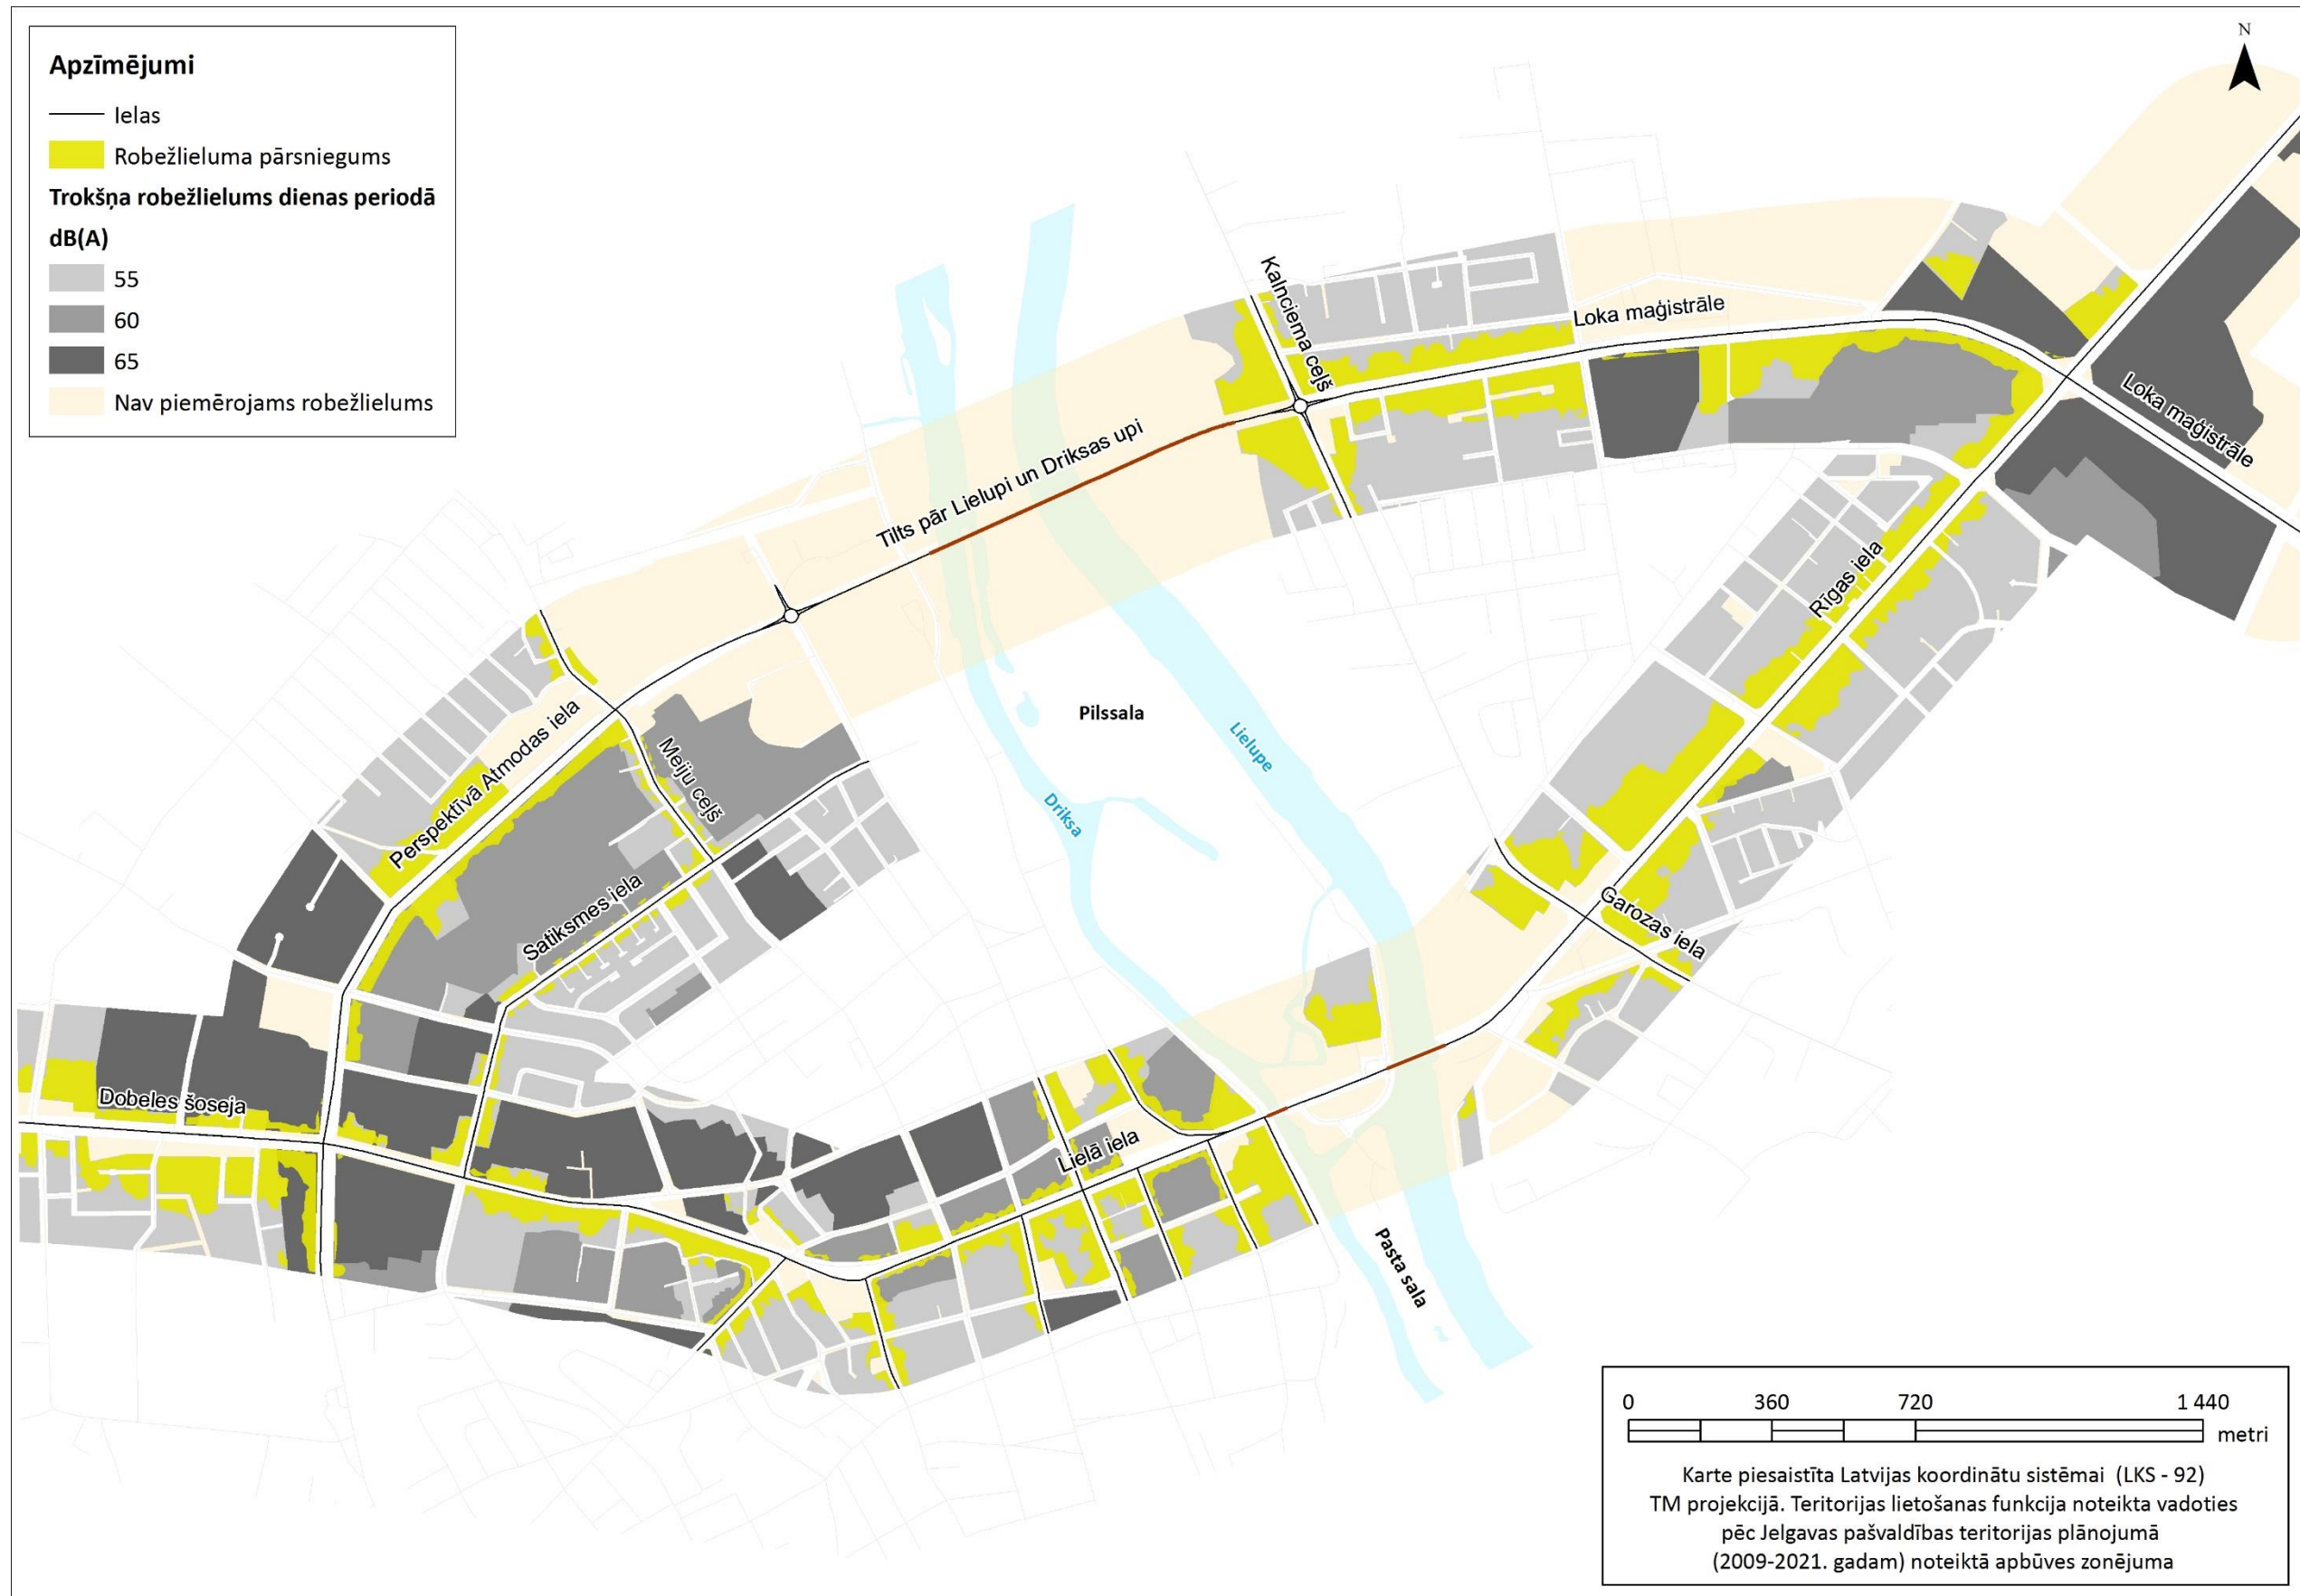 Apzīmējumi
Ielas
Robežlieluma pārsniegums
Trokšņa robežlielums dienas periodā
dB(A)
55
60
65
Nav piemērojams robežlielums
N
Kalnciema ceļš
Loka maģistrāle
Loka maģistrāle
Tilts pār Lielupi un Driksas upi
Rīgas iela
Perspektīvā Atmodas iela
Meiju ceļš
Pilssala
Lielupe
Driksa
Satiksmes iela
Garozas iela
Dobeles šoseja
Lielā iela
Pasta sala
0 360 720 1 440
metri
Karte piesaistīta Latvijas koordinātu sistēmai (LKS - 92)
TM projekcijā. Teritorijas lietošanas funkcija noteikta vadoties
pēc Jelgavas pašvaldības teritorijas plānojumā
(2009-2021. gadam) noteiktā apbūves zonējuma